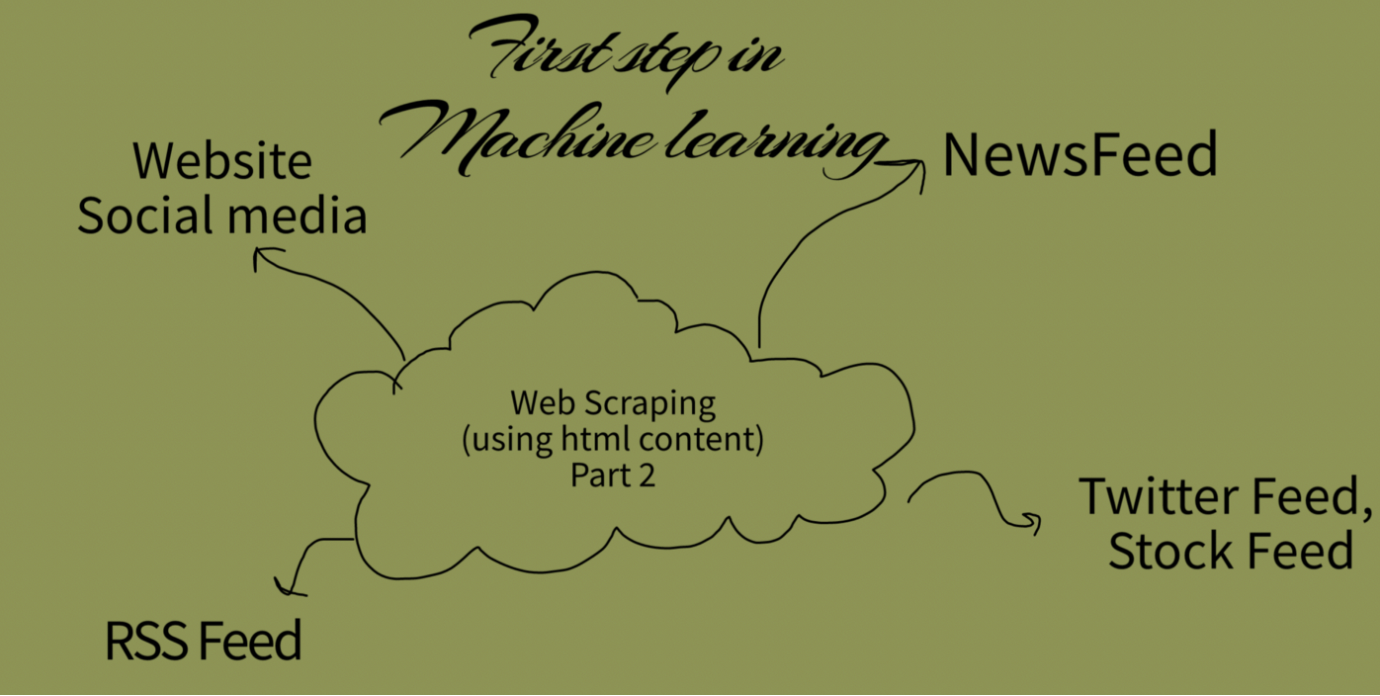 First step in
Machine learning
Website
Social media
NewsFeed
Web Scraping
(using html content)
Part 2
Twitter Feed,
Stock Feed
RSS Feed